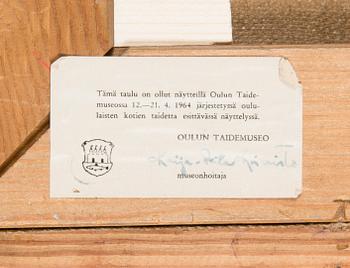 Tämä taulu on ollut näytteillä Oulun Taide-
museossa 12.—21. 4. 1964 järjestetyssä oulu-
laisten kotien taidetta esittävässä näyttelyssä.
OULUN TAIDEMUSEO
museonhoitaja